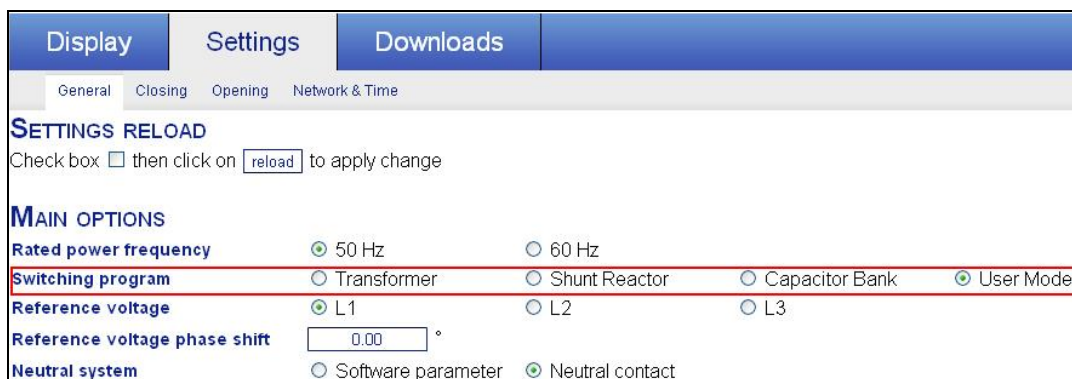 Display Settings Downloads
General Closing Opening Network & Time
SETTINGS RELOAD
Check box then click on reload to apply change
MAIN OPTIONS
Rated power frequency 50 Hz 60 Hz
Switching program Transformer Shunt Reactor Capacitor Bank User Mode
Reference voltage L1 L2 L3
Reference voltage phase shift 0.00 °
Neutral system Software parameter Neutral contact